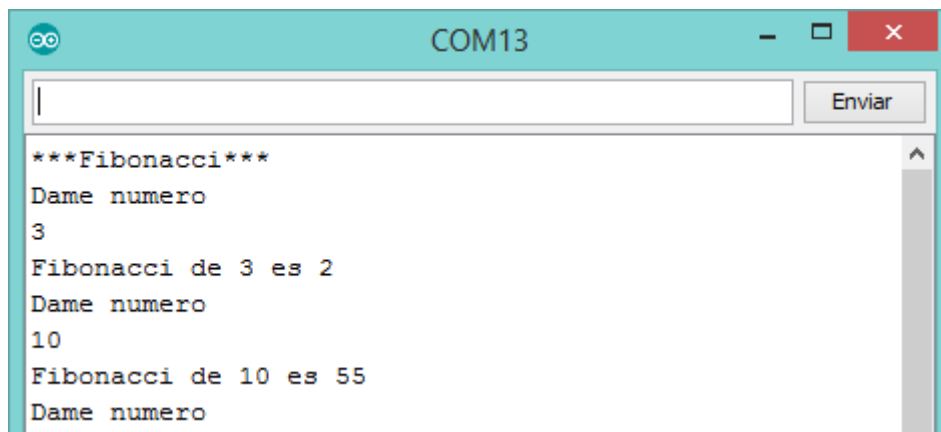 COM13
Enviar
***Fibonacci***
Dame numero
3
Fibonacci de 3 es 2
Dame numero
10
Fibonacci de 10 es 55
Dame numero